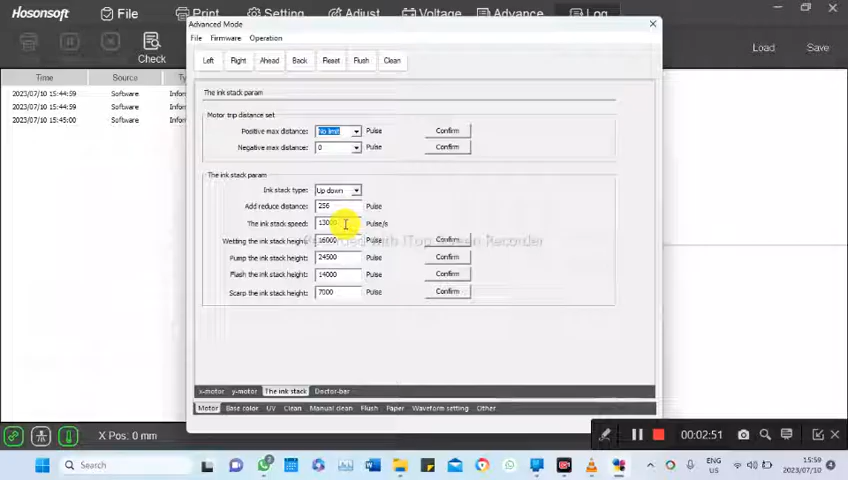 Hosonsoft File Print Setting Adjust Voltage Advance Log
Advanced Mode
File Firmware Operation
Left Right Ahead Back Reset Flush Clean
Check
Load Save
Time Source
The ink stack param
2023/07/10 15:44:59 Software
2023/07/10 15:44:59 Software
2023/07/10 15:45:00 Software
Motor trip distance set
Positive max distance: No limit Pulse Confirm
Negative max distance: 0 Pulse Confirm
The ink stack param
Ink stack type: Up down
Add reduce distance: 256 Pulse
The ink stack speed: 13000 Pulse/s
Wetting the ink stack height: 16000 Pulse Confirm
Pump the ink stack height: 24500 Pulse Confirm
Flash the ink stack height: 14000 Pulse Confirm
Scarp the ink stack height: 7000 Pulse Confirm
x-motor y-motor The ink stack Doctor-bar
Motor Base color UV Clean Manual clean Flush Paper Waveform setting Other
X Pos: 0 mm
00:02:51
Search
ENG
US
15:59
2023/07/10